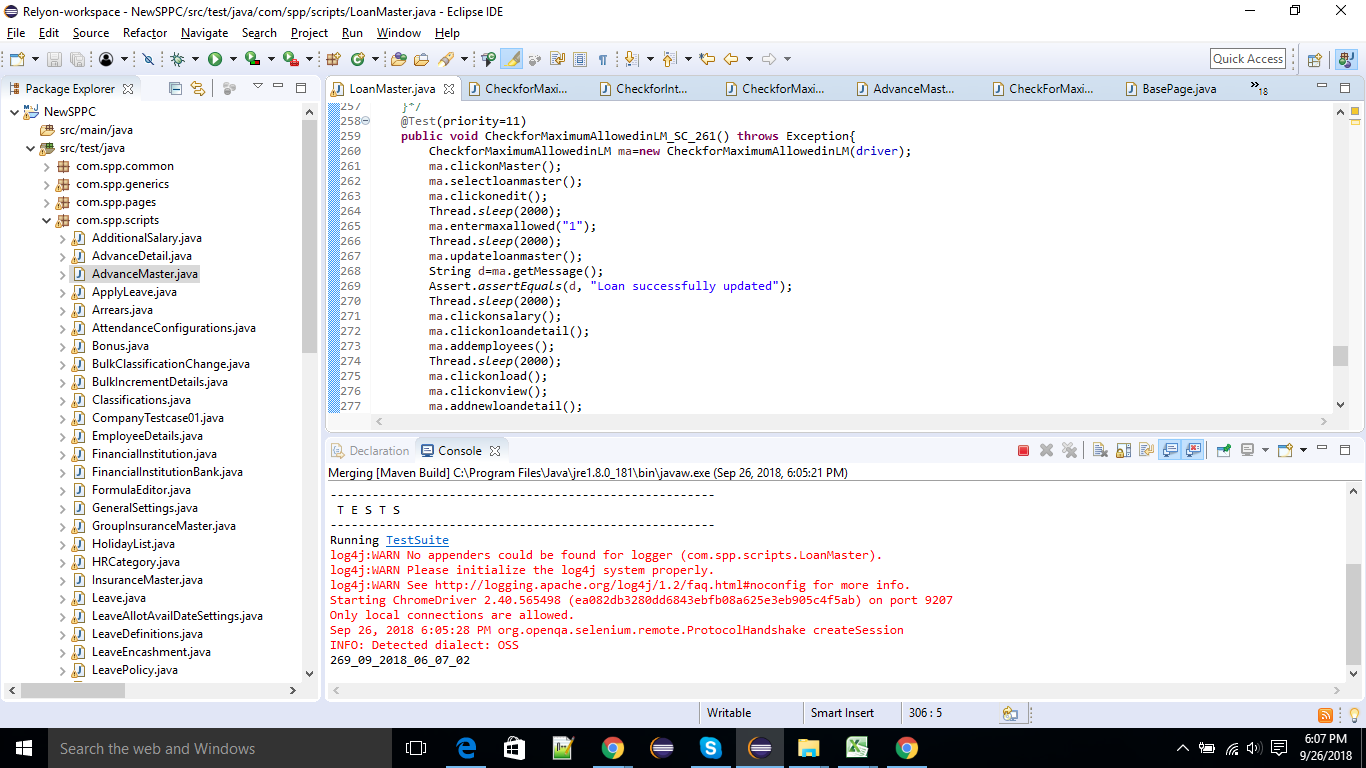 Relyon-workspace - NewSPPC/src/test/java/com/spp/scripts/LoanMaster.java - Eclipse IDE
File Edit Source Refactor Navigate Search Project Run Window Help
Quick Access
Package Explorer
NewSPPC
src/main/java
src/test/java
com.spp.common
com.spp.generics
com.spp.pages
com.spp.scripts
AdditionalSalary.java
AdvanceDetail.java
AdvanceMaster.java
ApplyLeave.java
Arrears.java
AttendanceConfigurations.java
Bonus.java
BulkClassificationChange.java
BulkIncrementDetails.java
Classifications.java
CompanyTestcase01.java
EmployeeDetails.java
FinancialInstitution.java
FinancialInstitutionBank.java
FormulaEditor.java
GeneralSettings.java
GroupInsuranceMaster.java
HolidayList.java
HRCategory.java
InsuranceMaster.java
Leave.java
LeaveAllotAvailDateSettings.java
LeaveDefinitions.java
LeaveEncashment.java
LeavePolicy.java
LoanMaster.java CheckforMaxi... CheckforInt... CheckforMaxi... AdvanceMast... CheckForMaxi... BasePage.java »18
257 }*/
258 @Test(priority=11)
259 public void CheckforMaximumAllowedinLM_SC_261() throws Exception{
260 CheckforMaximumAllowedinLM ma=new CheckforMaximumAllowedinLM(driver);
261 ma.clickonMaster();
262 ma.selectloanmaster();
263 ma.clickonedit();
264 Thread.sleep(2000);
265 ma.entermaxallowed("1");
266 Thread.sleep(2000);
267 ma.updateloanmaster();
268 String d=ma.getMessage();
269 Assert.assertEquals(d, "Loan successfully updated");
270 Thread.sleep(2000);
271 ma.clickonsalary();
272 ma.clickonloandetail();
273 ma.addemployees();
274 Thread.sleep(2000);
275 ma.clickonload();
276 ma.clickonview();
277 ma.addnewloandetail();
Declaration Console
Merging [Maven Build] C:\Program Files\Java\jre1.8.0_181\bin\javaw.exe (Sep 26, 2018, 6:05:21 PM)
-------------------------------------------------------
T E S T S
-------------------------------------------------------
Running TestSuite
log4j:WARN No appenders could be found for logger (com.spp.scripts.LoanMaster).
log4j:WARN Please initialize the log4j system properly.
log4j:WARN See http://logging.apache.org/log4j/1.2/faq.html#noconfig for more info.
Starting ChromeDriver 2.40.565498 (ea082db3280dd6843ebfb08a625e3eb905c4f5ab) on port 9207
Only local connections are allowed.
Sep 26, 2018 6:05:28 PM org.openqa.selenium.remote.ProtocolHandshake createSession
INFO: Detected dialect: OSS
269_09_2018_06_07_02
Writable Smart Insert 306 : 5
Search the web and Windows
6:07 PM
9/26/2018